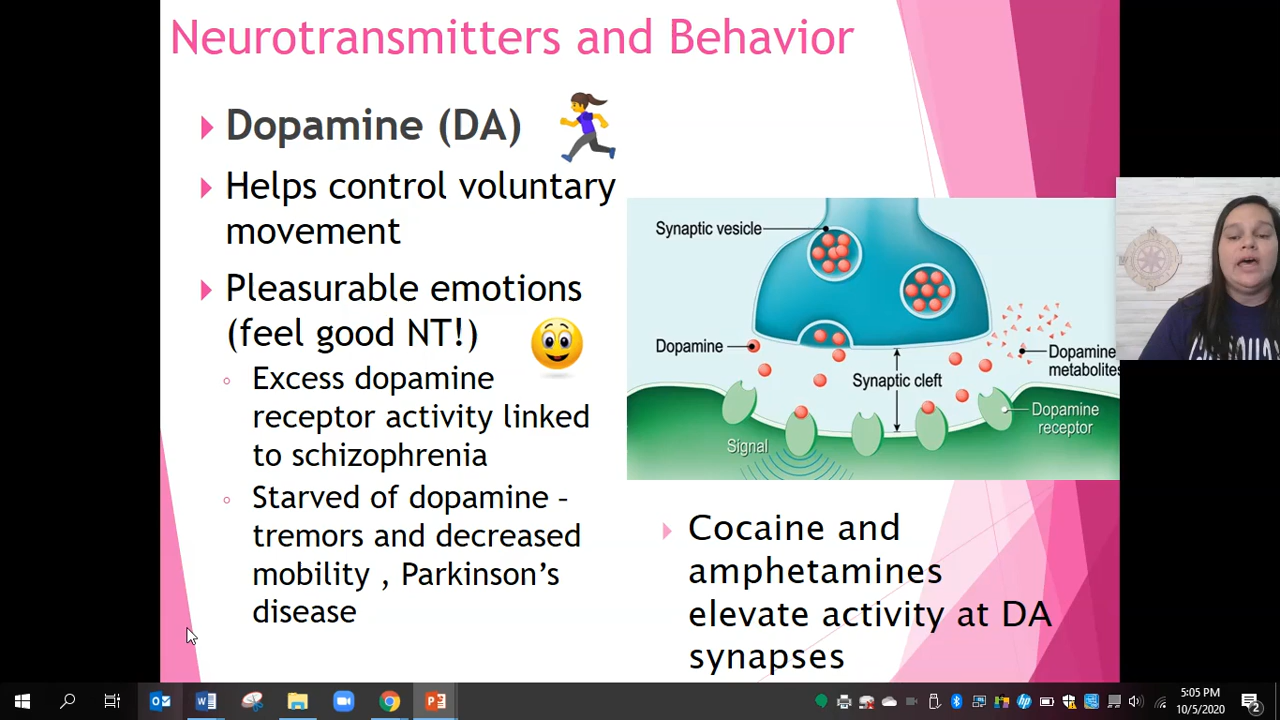 Neurotransmitters and Behavior
Dopamine (DA)
Helps control voluntary
movement
Pleasurable emotions
(feel good NT!)
Excess dopamine
receptor activity linked
to schizophrenia
Starved of dopamine –
tremors and decreased
mobility , Parkinson’s
disease
Synaptic vesicle
Dopamine
Synaptic cleft
Dopamine
metabolites
Dopamine
receptor
Signal
Cocaine and
amphetamines
elevate activity at DA
synapses
5:05 PM
10/5/2020
2